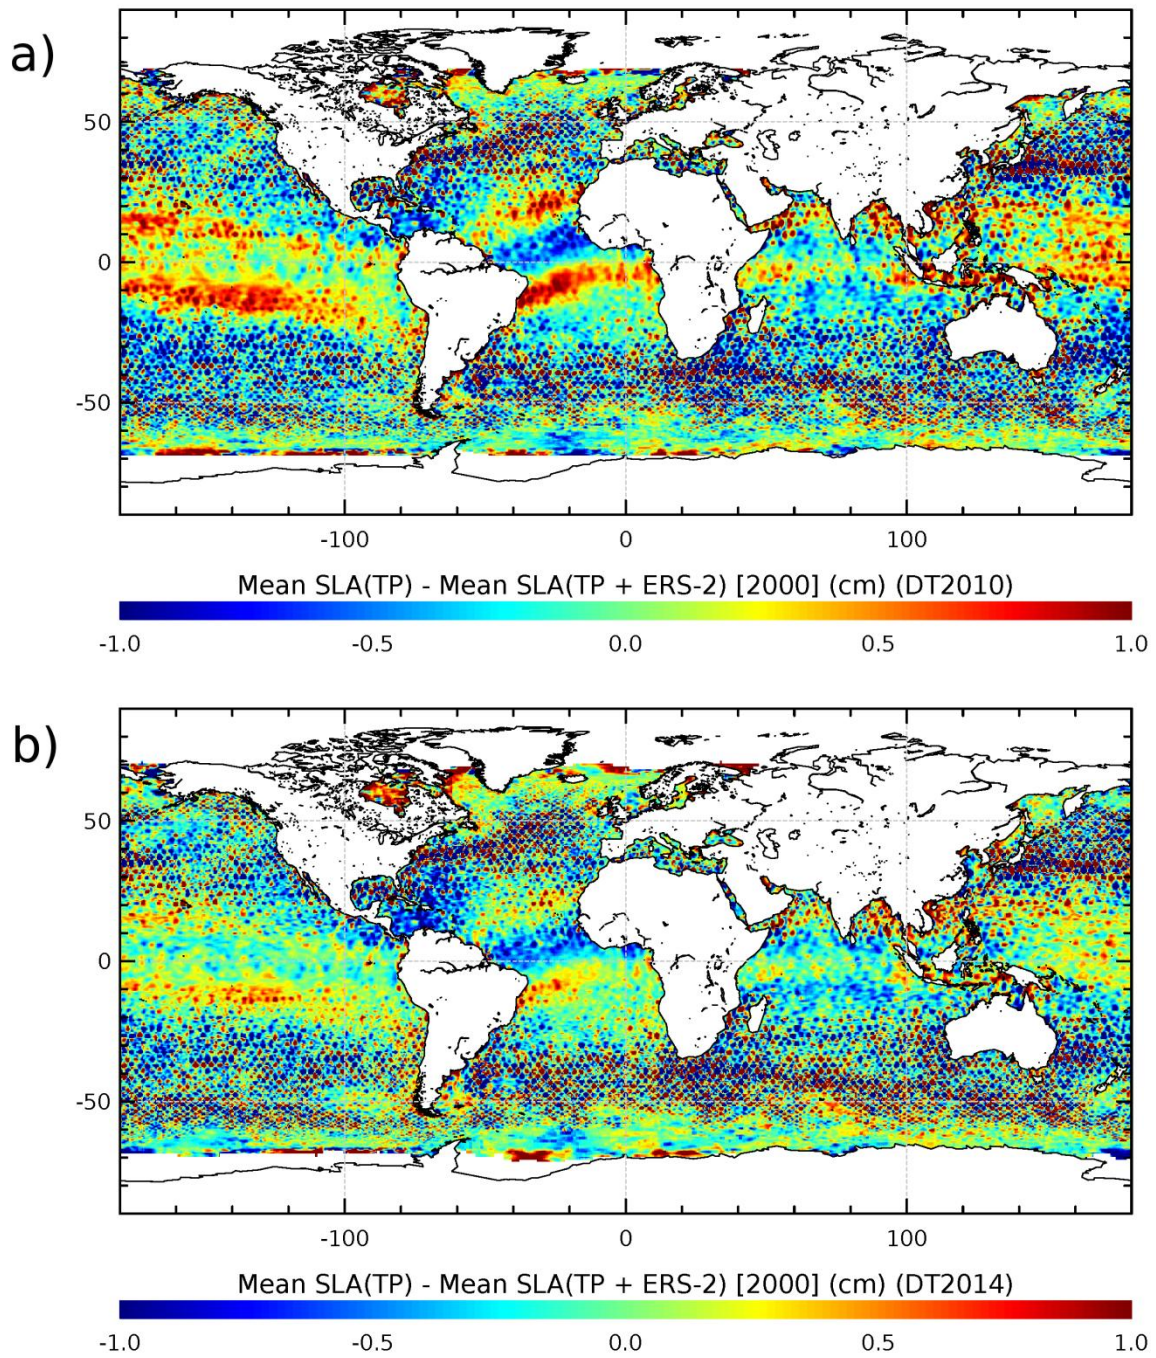 a)
50
0
-50
-100 0 100
Mean SLA(TP) - Mean SLA(TP + ERS-2) [2000] (cm) (DT2010)
-1.0 -0.5 0.0 0.5 1.0
b)
50
0
-50
-100 0 100
Mean SLA(TP) - Mean SLA(TP + ERS-2) [2000] (cm) (DT2014)
-1.0 -0.5 0.0 0.5 1.0